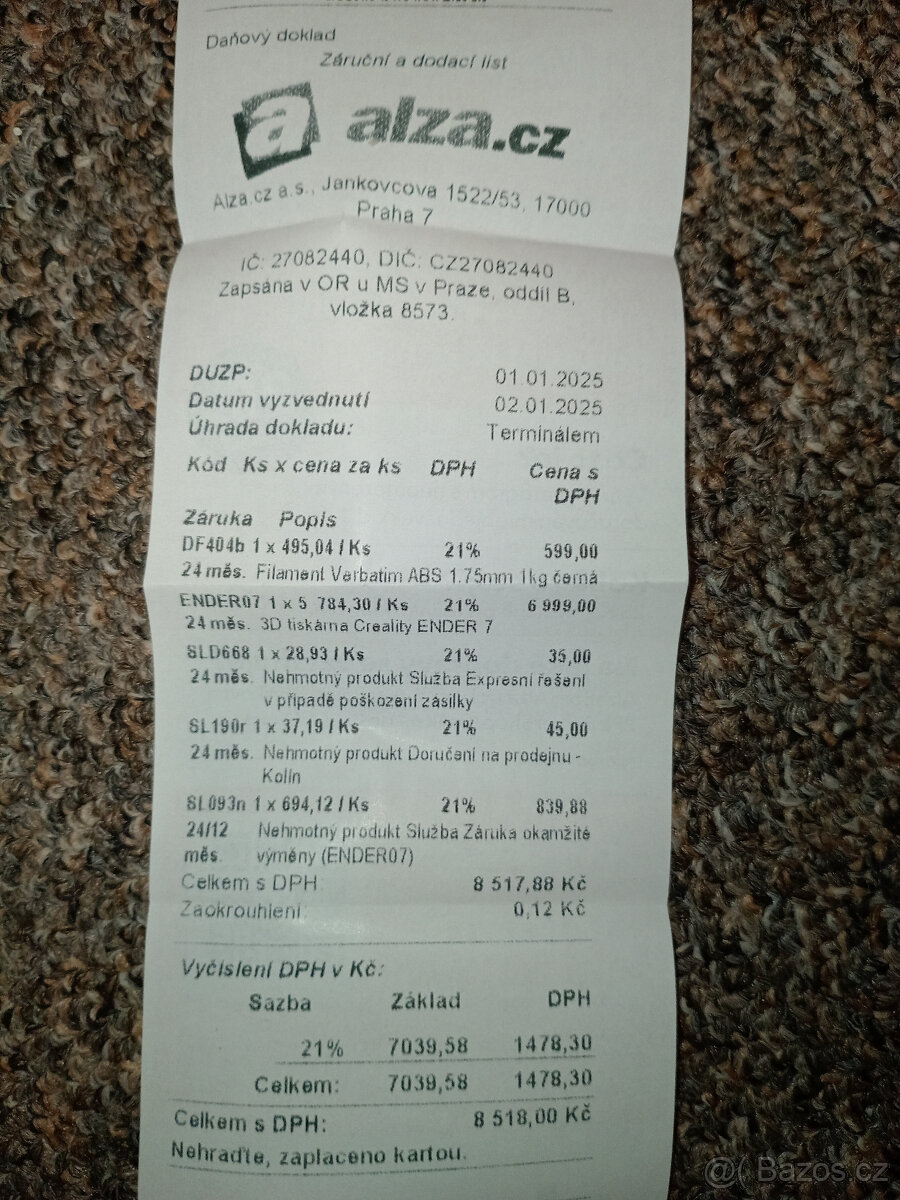 Daňový doklad
Záruční a dodací list
a alza.cz
Alza.cz a.s., Jankovcova 1522/53, 17000
Praha 7
IČ: 27082440, DIČ: CZ27082440
Zapsána v OR u MS v Praze, oddíl B,
vložka 8573.
DUZP: 01.01.2025
Datum vyzvednutí 02.01.2025
Úhrada dokladu: Terminálem
Kód Ks x cena za ks DPH Cena s
DPH
Záruka Popis
DF404b 1 x 495,04 / Ks 21% 599,00
24 měs. Filament Verbatim ABS 1.75mm 1kg černá
ENDER07 1 x 5 784,30 / Ks 21% 6 999,00
24 měs. 3D tiskárna Creality ENDER 7
SLD668 1 x 28,93 / Ks 21% 35,00
24 měs. Nehmotný produkt Služba Expresní řešení
v případě poškození zásilky
SL190r 1 x 37,19 / Ks 21% 45,00
24 měs. Nehmotný produkt Doručení na prodejnu -
Kolín
SL093n 1 x 694,12 / Ks 21% 839,88
24/12 Nehmotný produkt Služba Záruka okamžité
měs. výměny (ENDER07)
Celkem s DPH: 8 517,88 Kč
Zaokrouhlení: 0,12 Kč
Vyčíslení DPH v Kč:
Sazba Základ DPH
21% 7039,58 1478,30
Celkem: 7039,58 1478,30
Celkem s DPH: 8 518,00 Kč
Nehraďte, zaplaceno kartou.
@( Bazos.cz